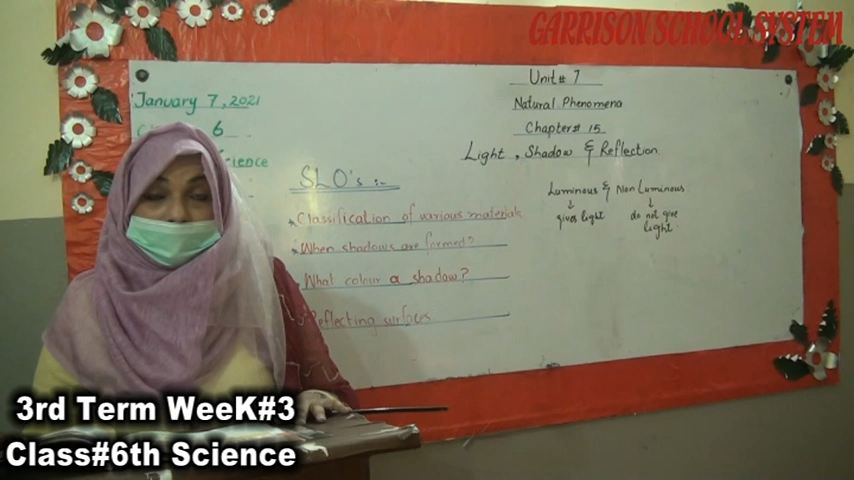 GARRISON SCHOOL SYSTEM
January 7, 2021
6
Science
Unit# 7
Natural Phenomena
Chapter# 15
Light, Shadow & Reflection
SLO's :-
Classification of various materials
When shadows are formed?
What colour a shadow?
Reflecting surfaces
Luminous & Non Luminous
gives light
do not give
light
3rd Term WeeK#3
Class#6th Science